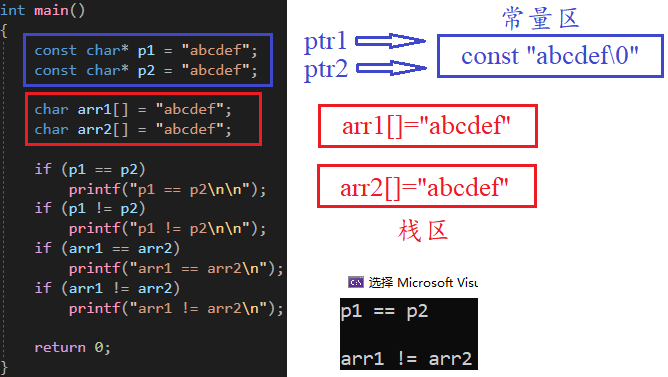 int main()
{
const char* p1 = "abcdef";
const char* p2 = "abcdef";
char arr1[] = "abcdef";
char arr2[] = "abcdef";
if (p1 == p2)
printf("p1 == p2\n\n");
if (p1 != p2)
printf("p1 != p2\n\n");
if (arr1 == arr2)
printf("arr1 == arr2\n");
if (arr1 != arr2)
printf("arr1 != arr2\n");
return 0;
}
常量区
ptr1
ptr2
const "abcdef\0"
arr1[]="abcdef"
arr2[]="abcdef"
栈区
C:\ 选择 Microsoft Visu
p1 == p2
arr1 != arr2